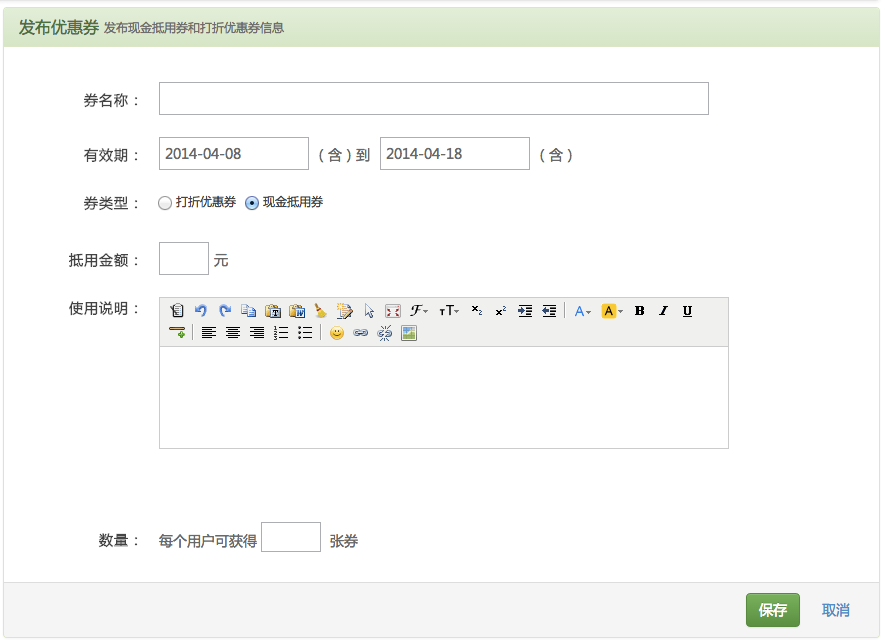 发布优惠券 发布现金抵用券和打折优惠券信息
券名称：
有效期： 2014-04-08 （含）到 2014-04-18 （含）
券类型： 打折优惠券 现金抵用券
抵用金额： 元
使用说明：
数量： 每个用户可获得 张券
保存 取消